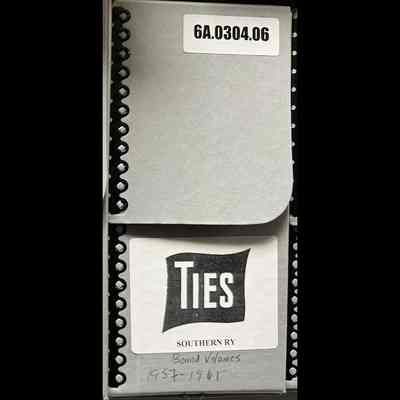 6A.0304.06
TIES
SOUTHERN RY
Bound Volumes
1957-1961